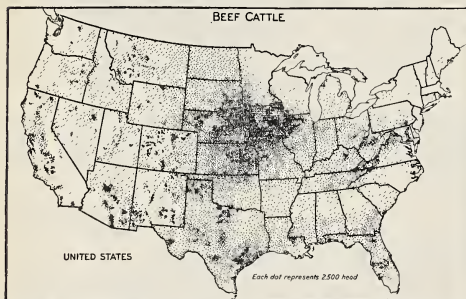 BEEF CATTLE
UNITED STATES
Each dot represents 2,500 head